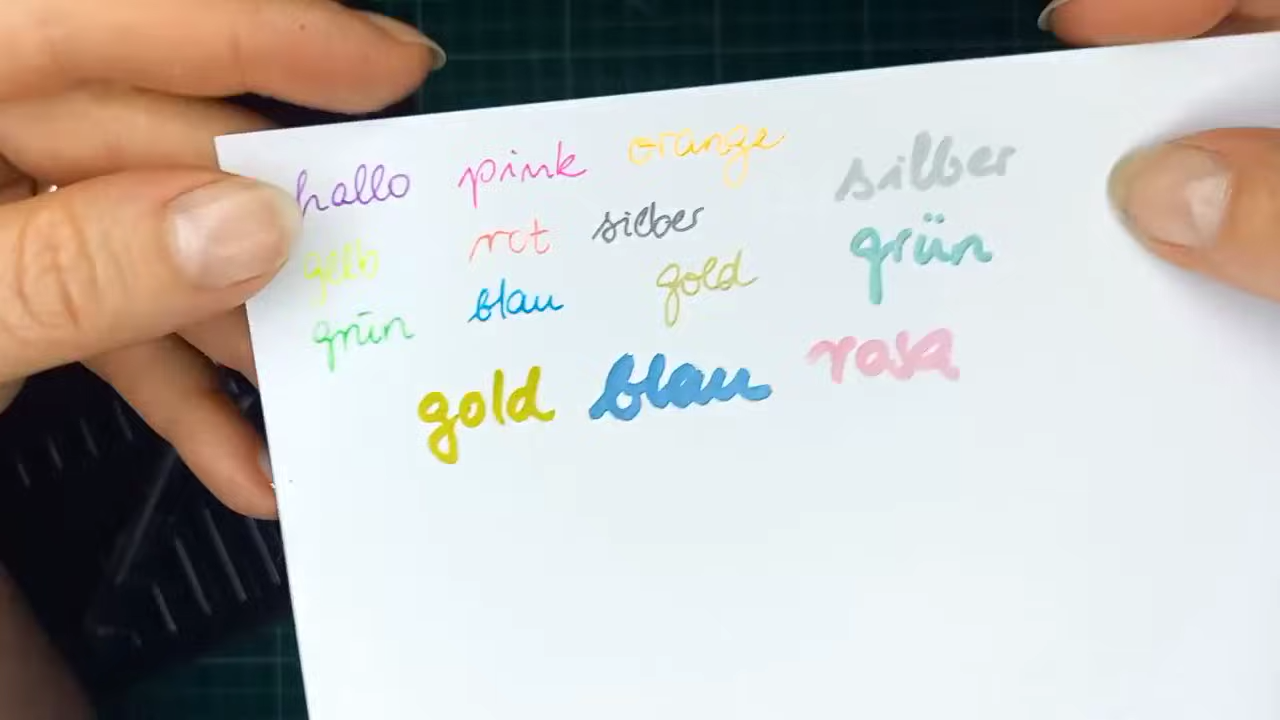 hallo pink orange silber
gelb rot silber grün
grün blau gold
gold blau rosa